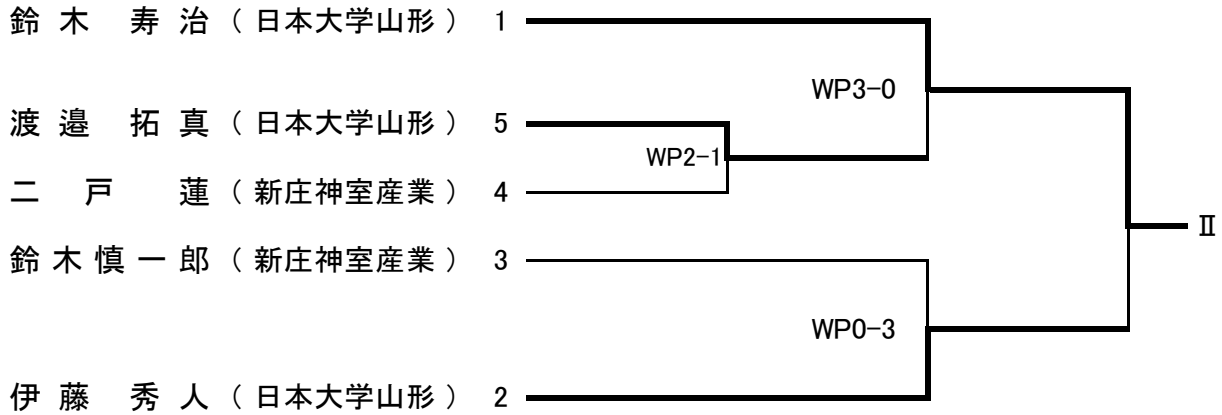 鈴木 寿治（日本大学山形） 1
WP3-0
渡邉 拓真（日本大学山形） 5
WP2-1
二戸 蓮（新庄神室産業） 4
Ⅱ
鈴木慎一郎（新庄神室産業） 3
WP0-3
伊藤 秀人（日本大学山形） 2